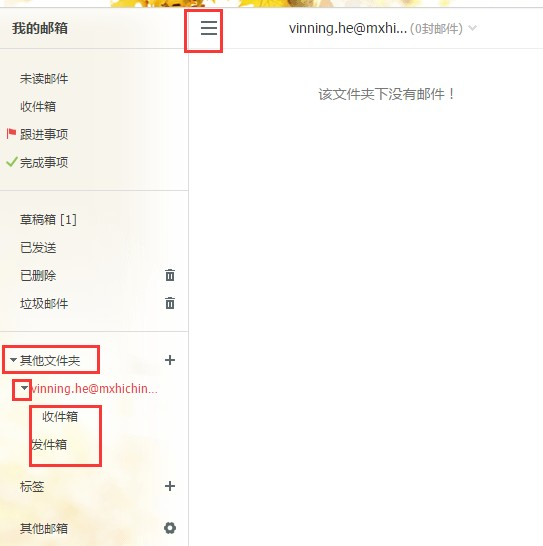 我的邮箱
vinning.he@mxhi... (0封邮件)
未读邮件
收件箱
跟进事项
完成事项
该文件夹下没有邮件！
草稿箱 [1]
已发送
已删除
垃圾邮件
其他文件夹
vinning.he@mxhichin...
收件箱
发件箱
标签
其他邮箱